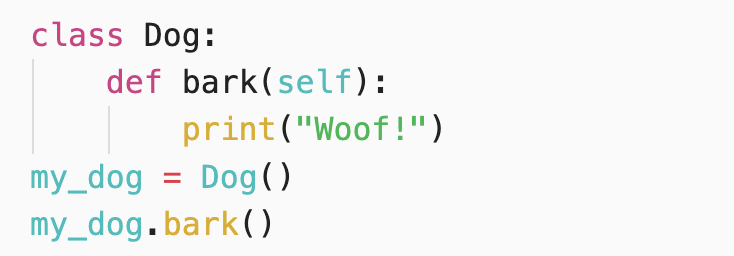 class Dog:
    def bark(self):
        print("Woof!")
my_dog = Dog()
my_dog.bark()